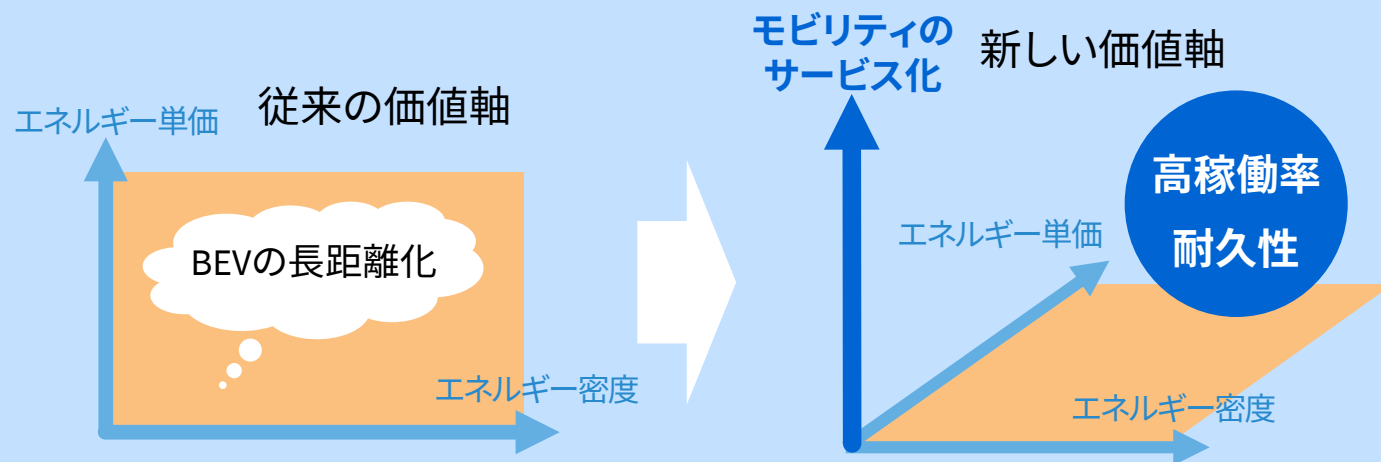 従来の価値軸
エネルギー単価
BEVの長距離化
エネルギー密度
モビリティの
サービス化
新しい価値軸
高稼働率
耐久性
エネルギー単価
エネルギー密度